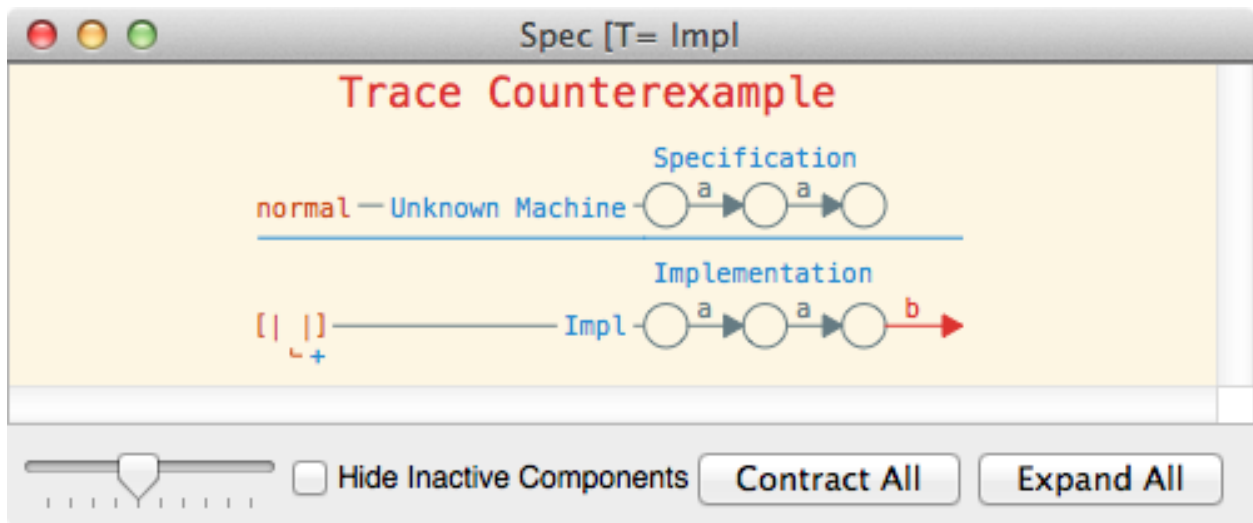 Spec [T= Impl
Trace Counterexample
Specification
normal Unknown Machine a a
Implementation
[| |] Impl a a b
+
Hide Inactive Components Contract All Expand All